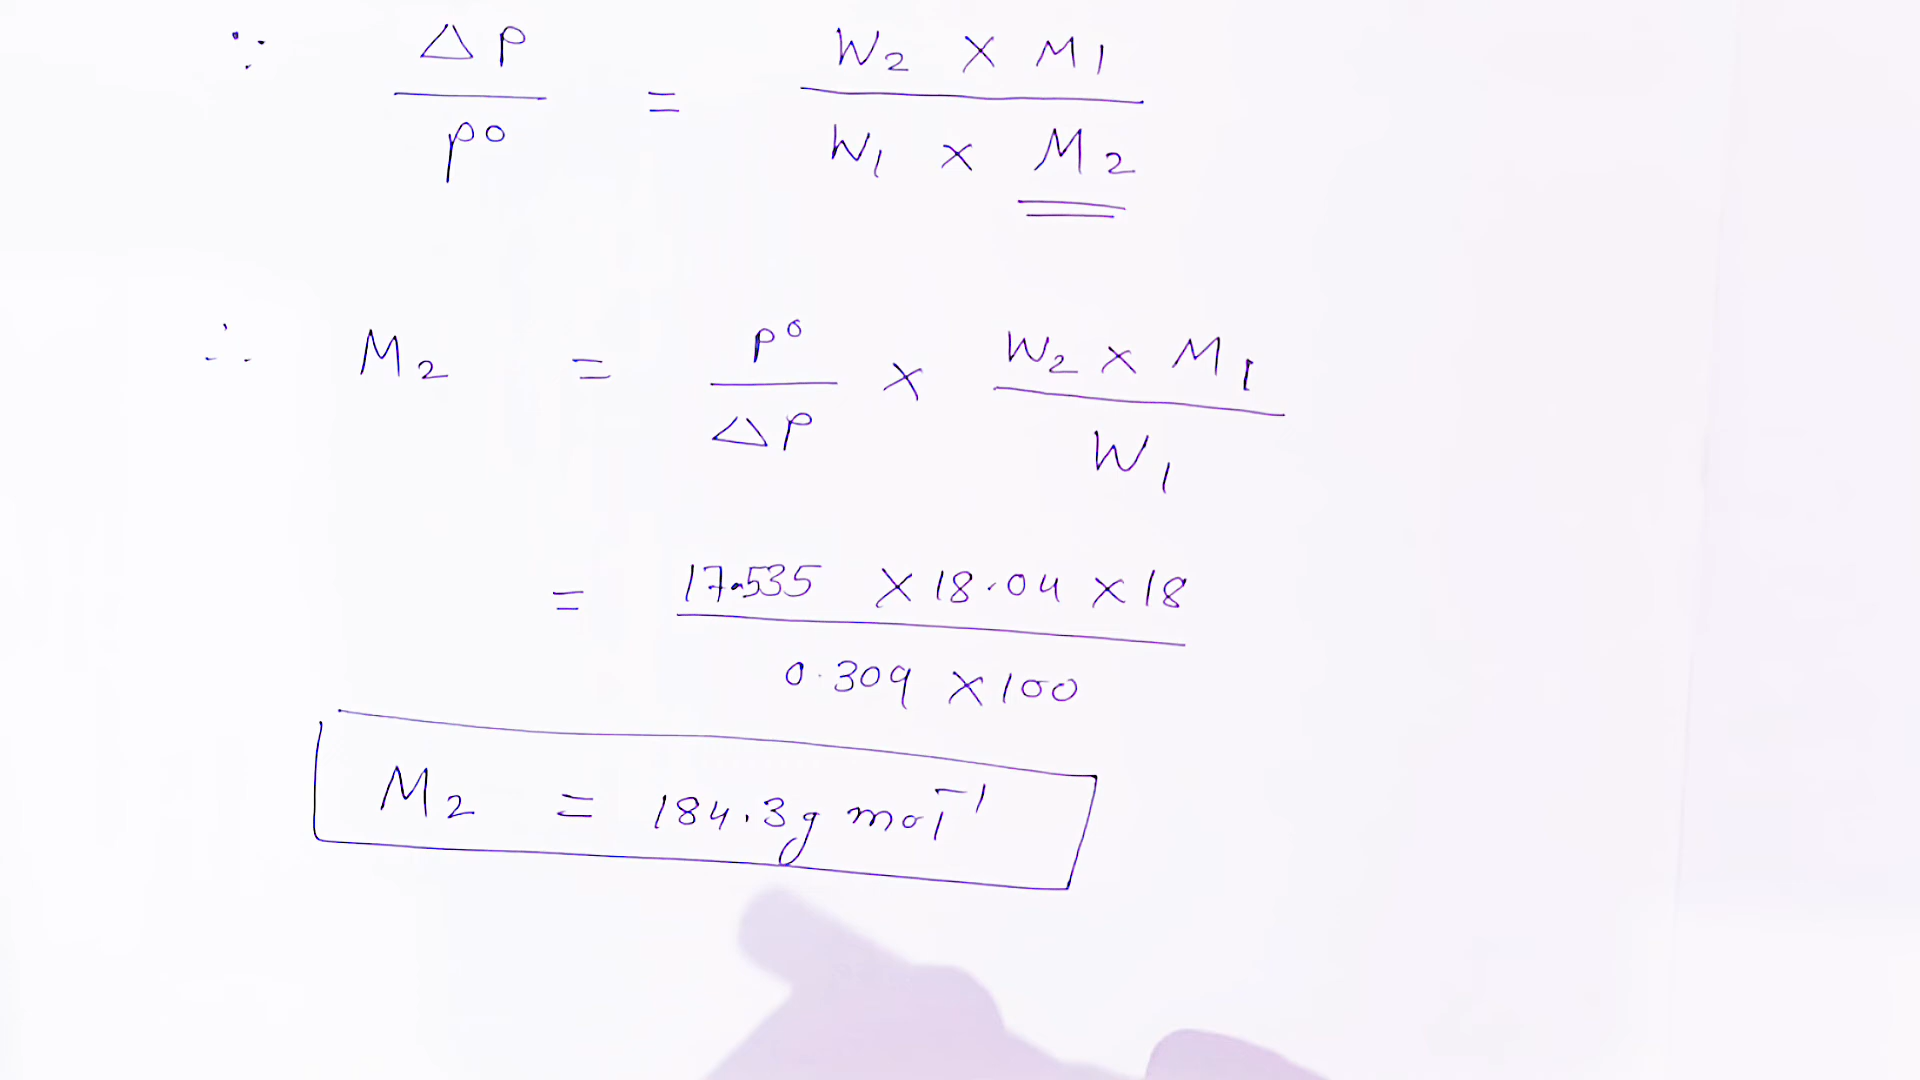 ∵ ΔP / P° = W2 × M1 / W1 × M2
∴ M2 = P° / ΔP × W2 × M1 / W1
= 17.535 × 18.04 × 18 / 0.309 × 100
M2 = 184.3g mol⁻¹